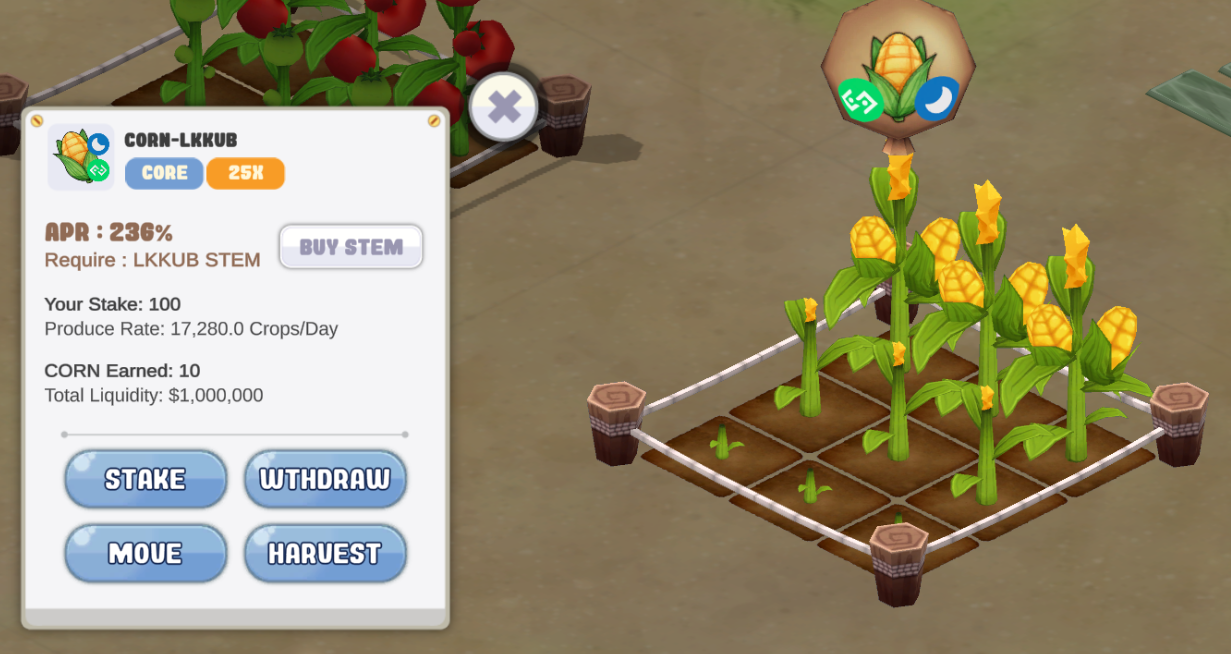 CORN-LKKUB
CORE 25X
APR : 236%
BUY STEM
Require : LKKUB STEM
Your Stake: 100
Produce Rate: 17,280.0 Crops/Day
CORN Earned: 10
Total Liquidity: $1,000,000
STAKE WTHDRAW
MOVE HARVEST